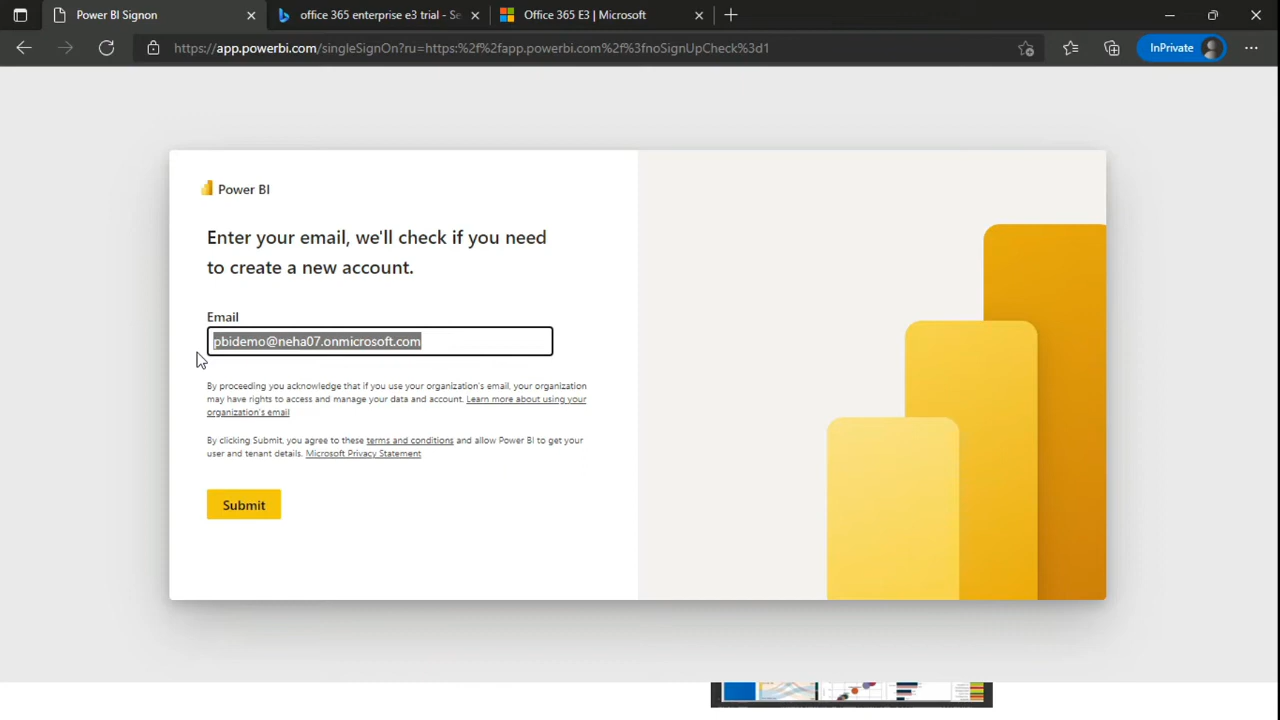 Power BI Signon
office 365 enterprise e3 trial - Se
Office 365 E3 | Microsoft
https://app.powerbi.com/singleSignOn?ru=https:%2f%2fapp.powerbi.com%2f%3fnoSignUpCheck%3d1
InPrivate
Power BI
Enter your email, we'll check if you need
to create a new account.
Email
pbidemo@neha07.onmicrosoft.com
By proceeding you acknowledge that if you use your organization's email, your organization
may have rights to access and manage your data and account. Learn more about using your
organization's email
By clicking Submit, you agree to these terms and conditions and allow Power BI to get your
user and tenant details. Microsoft Privacy Statement
Submit